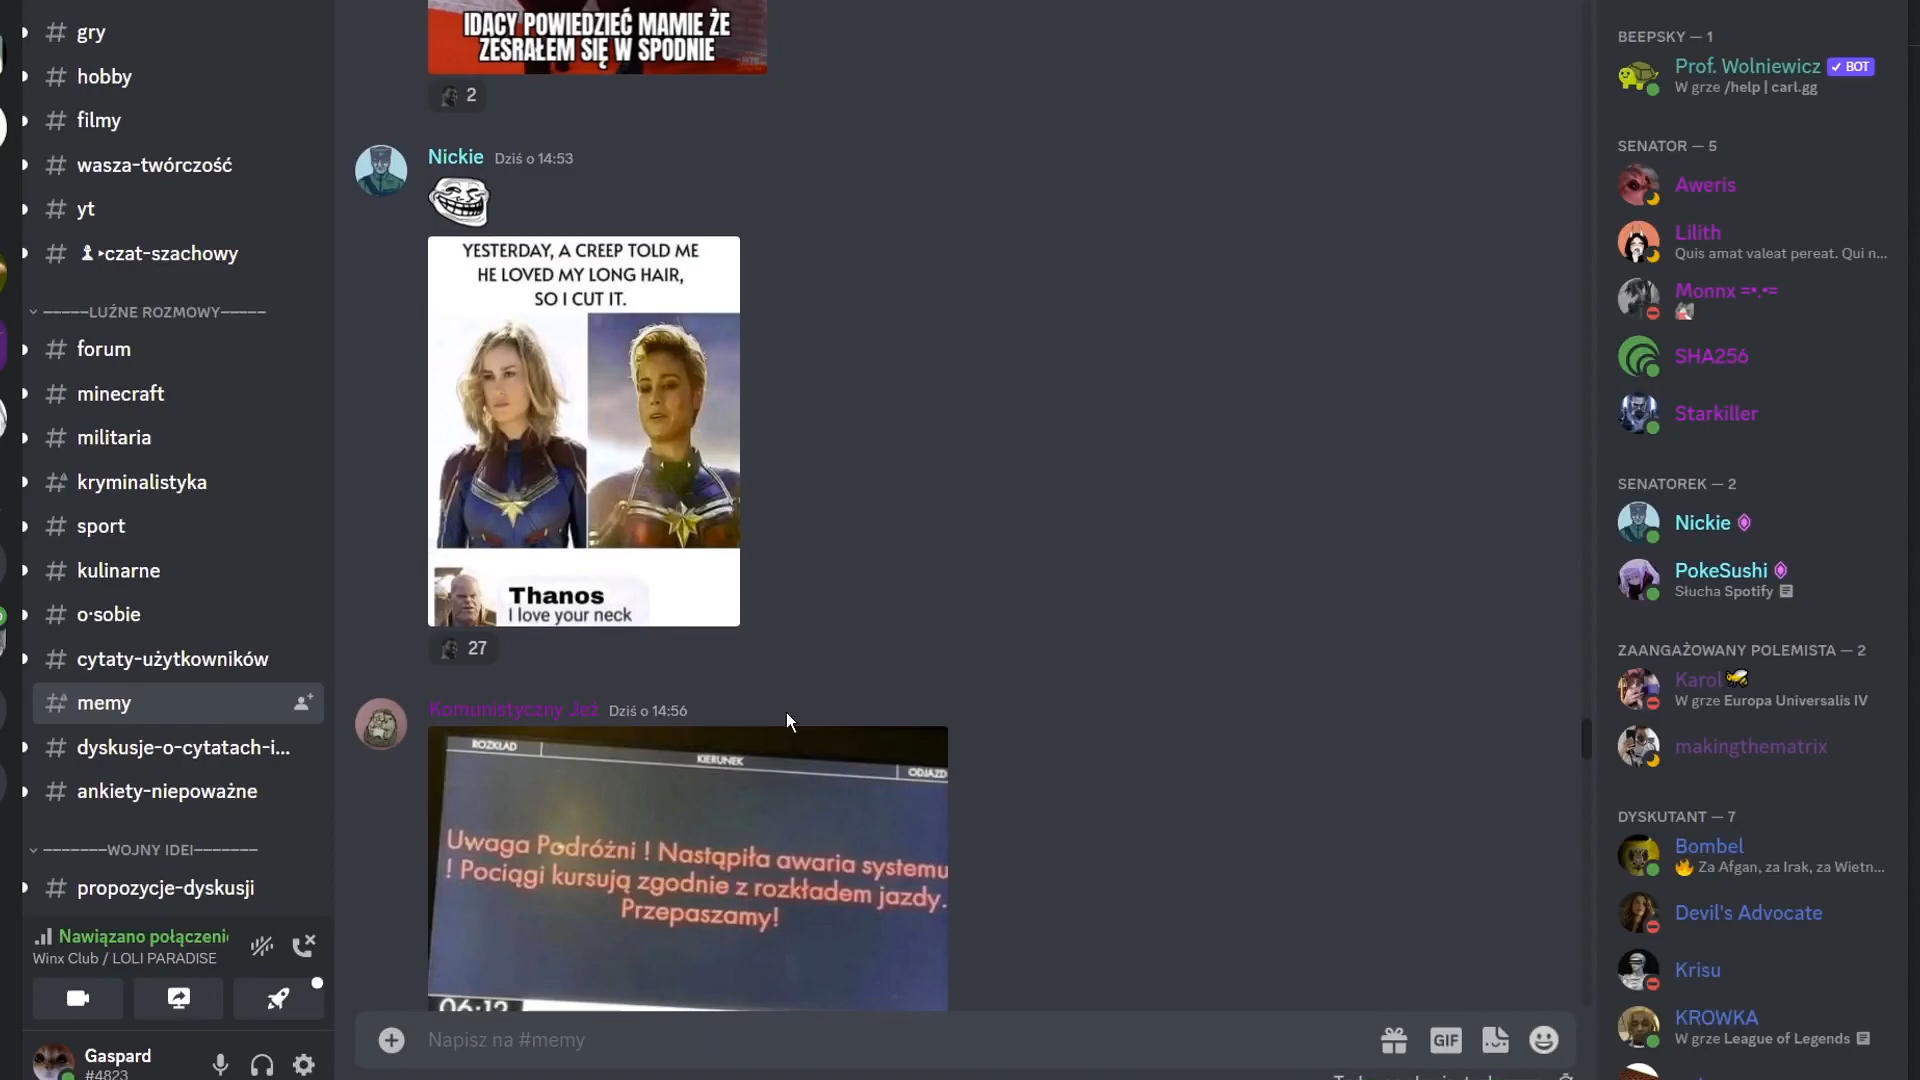 gry
hobby
filmy
wasza-twórczość
yt
czat-szachowy
-----LUŹNE ROZMOWY-----
forum
minecraft
militaria
kryminalistyka
sport
kulinarne
o·sobie
cytaty-użytkowników
memy
dyskusje-o-cytatach-i...
ankiety-niepoważne
-------WOJNY IDEI-------
propozycje-dyskusji
Nawiązano połączeni
Winx Club / LOLI PARADISE
Gaspard
#4823
IDACY POWIEDZIEĆ MAMIE ŻE
ZESRAŁEM SIĘ W SPODNIE
2
Nickie Dziś o 14:53
YESTERDAY, A CREEP TOLD ME
HE LOVED MY LONG HAIR,
SO I CUT IT.
Thanos
I love your neck
27
Komunistyczny Jeż Dziś o 14:56
ROZKŁAD KIERUNEK ODJAZD
Uwaga Podróżni ! Nastąpiła awaria systemu
! Pociągi kursują zgodnie z rozkładem jazdy.
Przepaszamy!
06:12
Napisz na #memy
GIF
BEEPSKY — 1
Prof. Wolniewicz BOT
W grze /help | carl.gg
SENATOR — 5
Aweris
Lilith
Quis amat valeat pereat. Qui n...
Monnx =•.•=
SHA256
Starkiller
SENATOREK — 2
Nickie
PokeSushi
Słucha Spotify
ZAANGAŻOWANY POLEMISTA — 2
Karol
W grze Europa Universalis IV
makingthematrix
DYSKUTANT — 7
Bombel
Za Afgan, za Irak, za Wietn...
Devil's Advocate
Krisu
KROWKA
W grze League of Legends